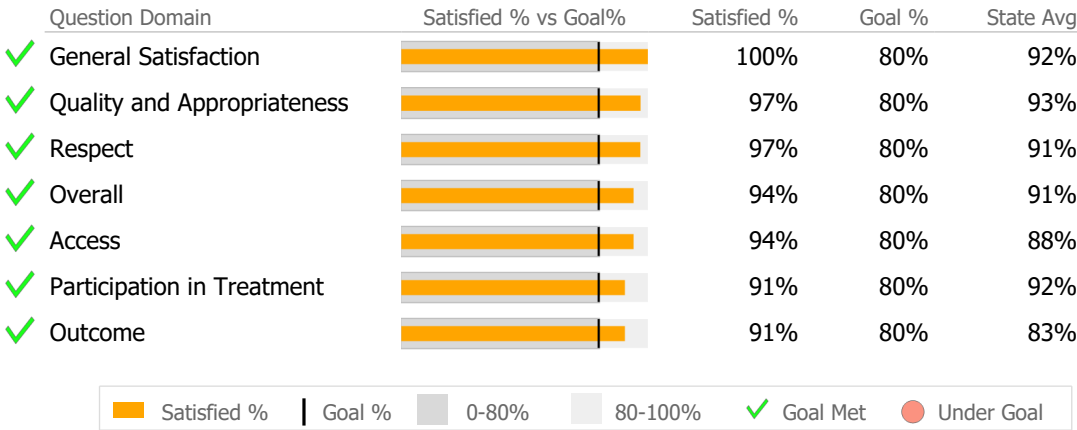 Question Domain Satisfied % vs Goal% Satisfied % Goal % State Avg
General Satisfaction 100% 80% 92%
Quality and Appropriateness 97% 80% 93%
Respect 97% 80% 91%
Overall 94% 80% 91%
Access 94% 80% 88%
Participation in Treatment 91% 80% 92%
Outcome 91% 80% 83%
Satisfied % Goal % 0-80% 80-100% Goal Met Under Goal